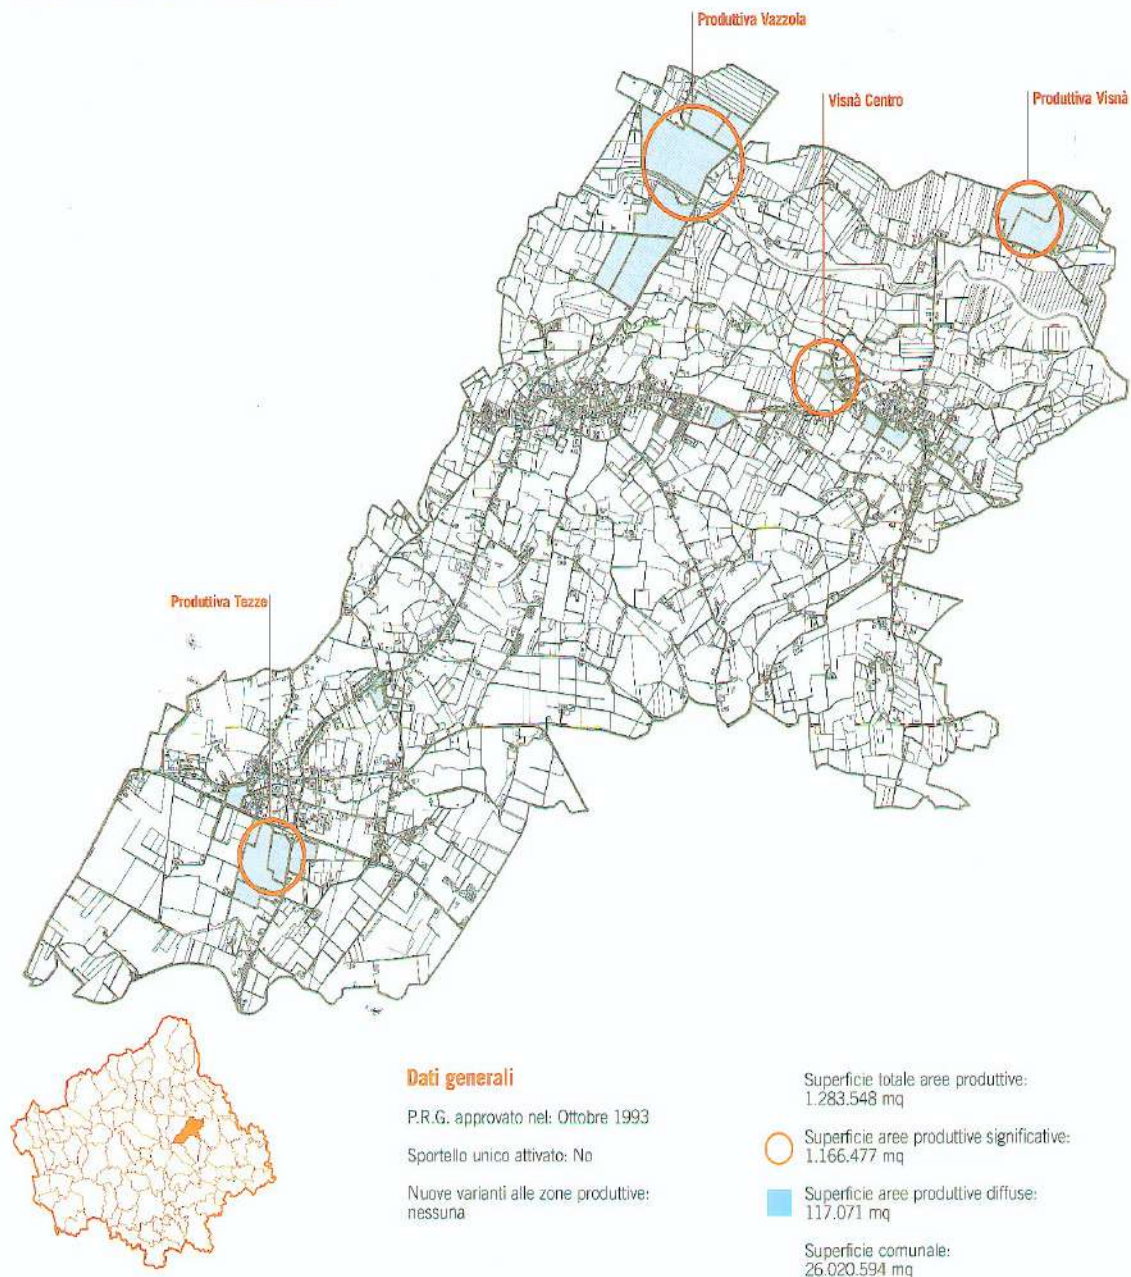 Produttiva Vazzola
Visnà Centro
Produttiva Visnà
Produttiva Tezze
Dati generali
P.R.G. approvato nel: Ottobre 1993
Sportello unico attivato: No
Nuove varianti alle zone produttive:
nessuna
Superficie totale aree produttive:
1.283.548 mq
Superficie aree produttive significative:
1.166.477 mq
Superficie aree produttive diffuse:
117.071 mq
Superficie comunale:
26.020.594 mq